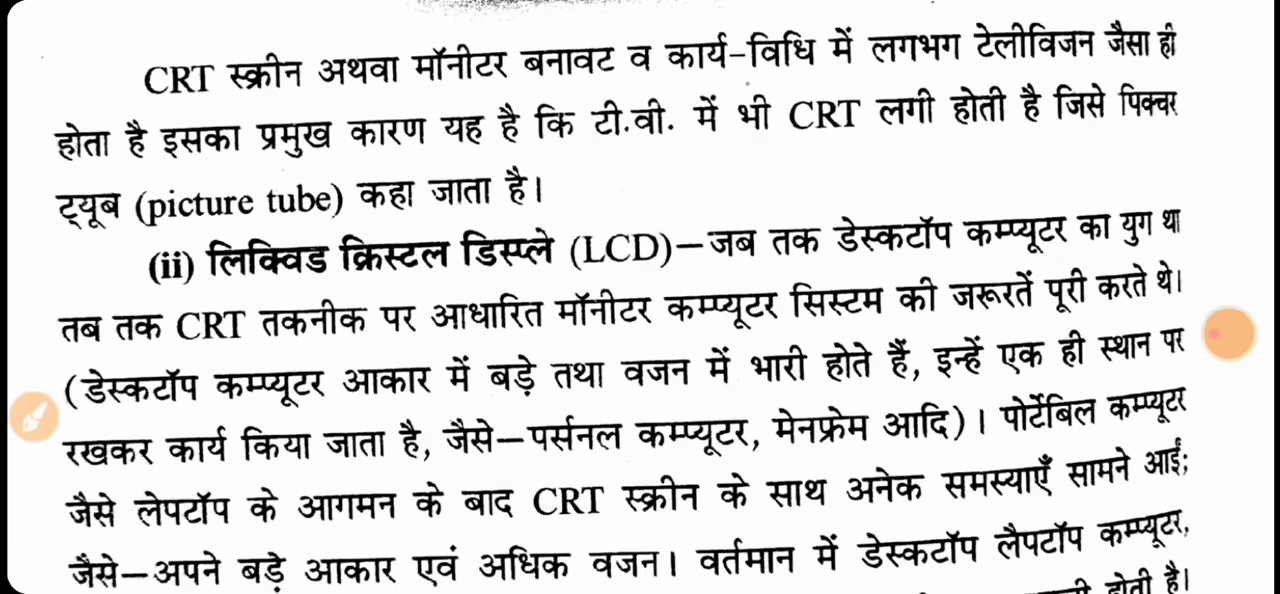 CRT स्क्रीन अथवा मॉनीटर बनावट व कार्य-विधि में लगभग टेलीविजन जैसा ही
होता है इसका प्रमुख कारण यह है कि टी.वी. में भी CRT लगी होती है जिसे पिक्चर
ट्यूब (picture tube) कहा जाता है।
(ii) लिक्विड क्रिस्टल डिस्प्ले (LCD)–जब तक डेस्कटॉप कम्प्यूटर का युग था
तब तक CRT तकनीक पर आधारित मॉनीटर कम्प्यूटर सिस्टम की जरूरतें पूरी करते थे।
(डेस्कटॉप कम्प्यूटर आकार में बड़े तथा वजन में भारी होते हैं, इन्हें एक ही स्थान पर
रखकर कार्य किया जाता है, जैसे–पर्सनल कम्प्यूटर, मेनफ्रेम आदि)। पोर्टेबिल कम्प्यूटर
जैसे लेपटॉप के आगमन के बाद CRT स्क्रीन के साथ अनेक समस्याएँ सामने आईं;
जैसे–अपने बड़े आकार एवं अधिक वजन। वर्तमान में डेस्कटॉप लैपटॉप कम्प्यूटर,
होती है।